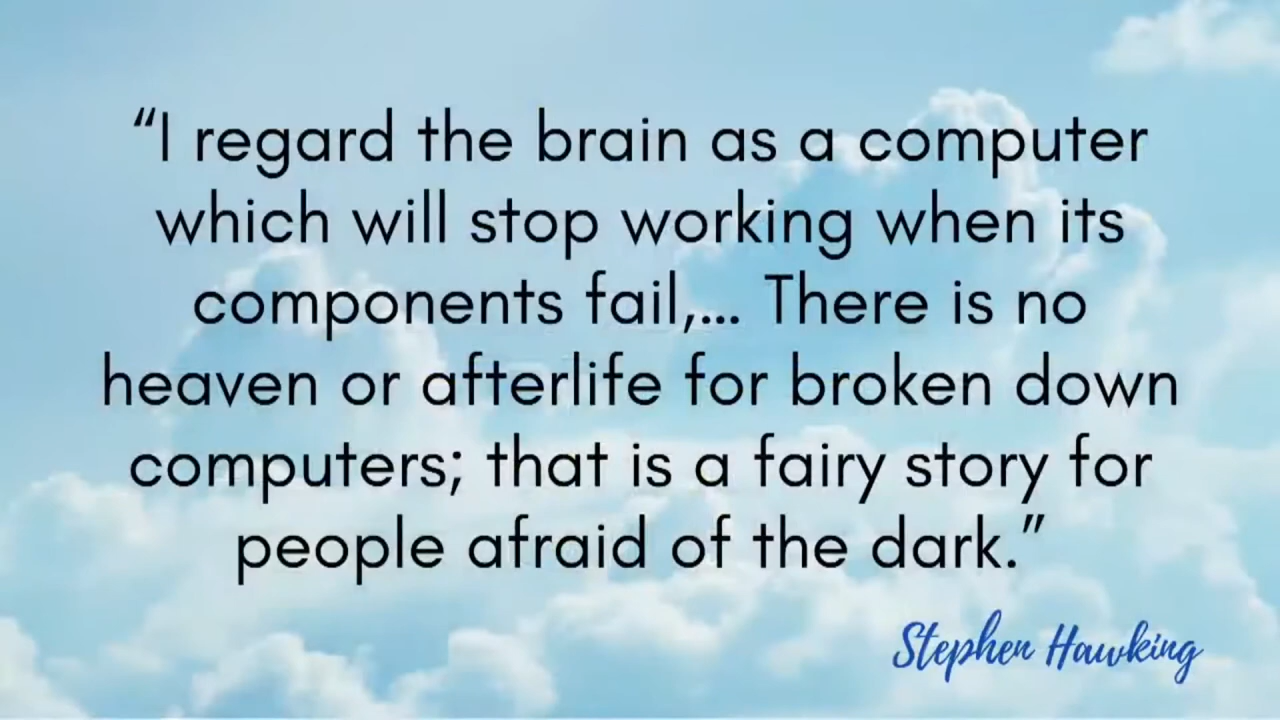 “I regard the brain as a computer
which will stop working when its
components fail,... There is no
heaven or afterlife for broken down
computers; that is a fairy story for
people afraid of the dark.”
Stephen Hawking